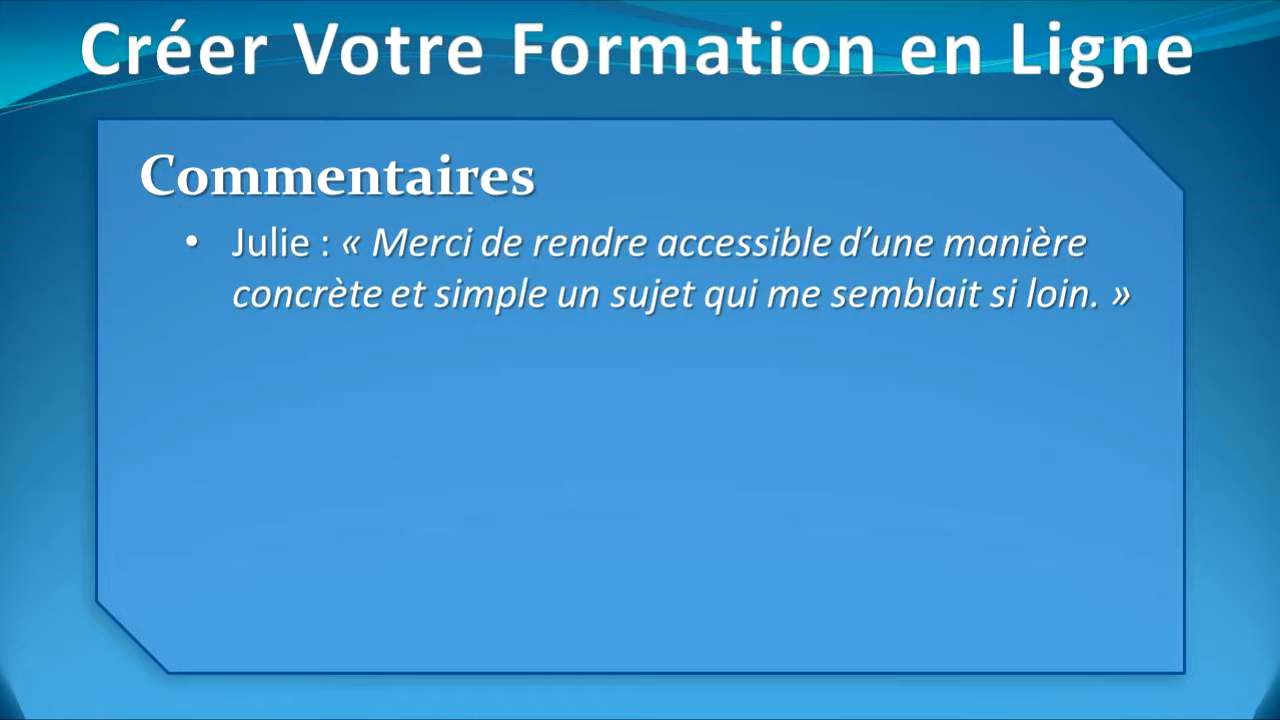 Créer Votre Formation en Ligne
Commentaires
• Julie : « Merci de rendre accessible d’une manière
concrète et simple un sujet qui me semblait si loin. »